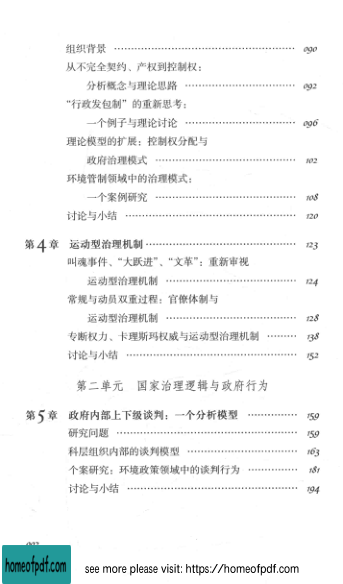 组织背景 …… 090
从不完全契约、产权到控制权：
分析概念与理论思路 …… 092
“行政发包制”的重新思考：
一个例子与理论讨论 …… 096
理论模型的扩展：控制权分配与
政府治理模式 …… 102
环境管制领域中的治理模式：
一个案例研究 …… 108
讨论与小结 …… 120
第4章 运动型治理机制 …… 123
叫魂事件、“大跃进”、“文革”：重新审视
运动型治理机制 …… 124
常规与动员双重过程：官僚体制与
运动型治理机制 …… 128
专断权力、卡理斯玛权威与运动型治理机制 …… 138
讨论与小结 …… 152
第二单元 国家治理逻辑与政府行为
第5章 政府内部上下级谈判：一个分析模型 …… 159
研究问题 …… 159
科层组织内部的谈判模型 …… 163
个案研究：环境政策领域中的谈判行为 …… 181
讨论与小结 …… 194
homeofpdf.com
see more please visit: https://homeofpdf.com